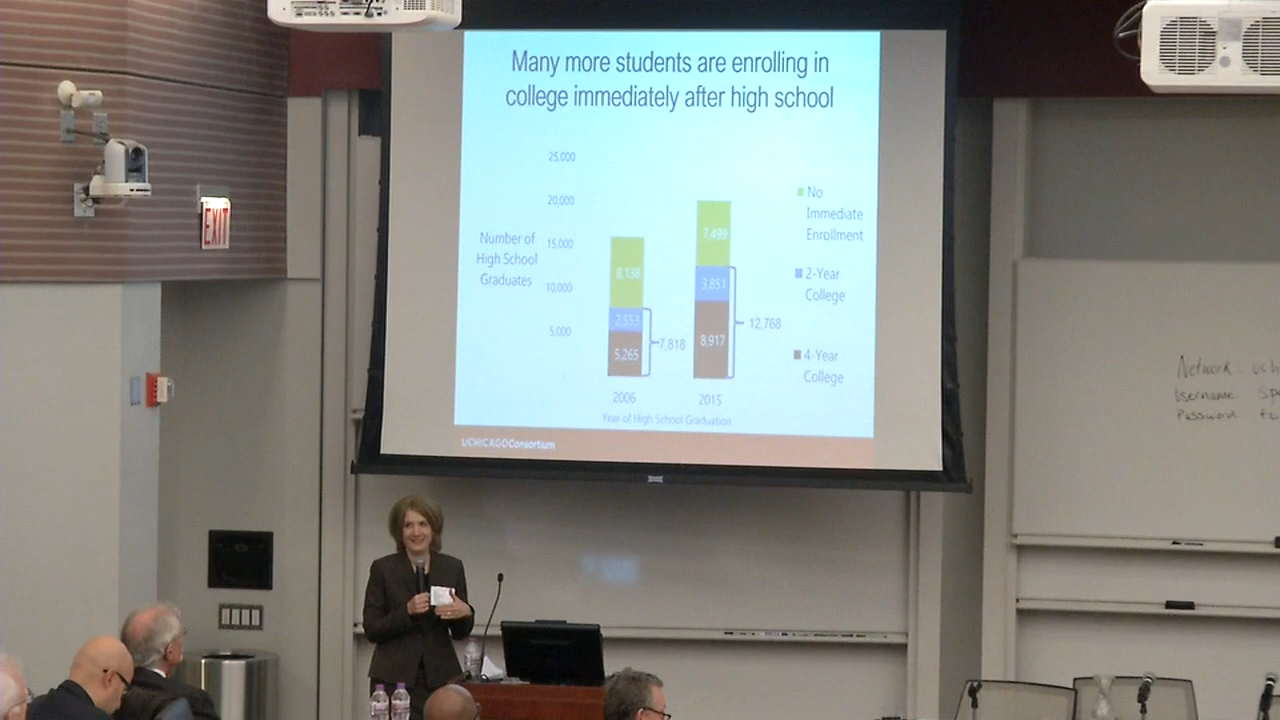 Many more students are enrolling in
college immediately after high school
25,000
20,000
15,000
10,000
5,000
Number of
High School
Graduates
8,138
2,553
5,265
7,818
7,499
3,851
8,917
12,768
No
Immediate
Enrollment
2-Year
College
4-Year
College
2006
2015
Year of High School Graduation
UCHICAGOConsortium
EXIT
Network:
Username
Password